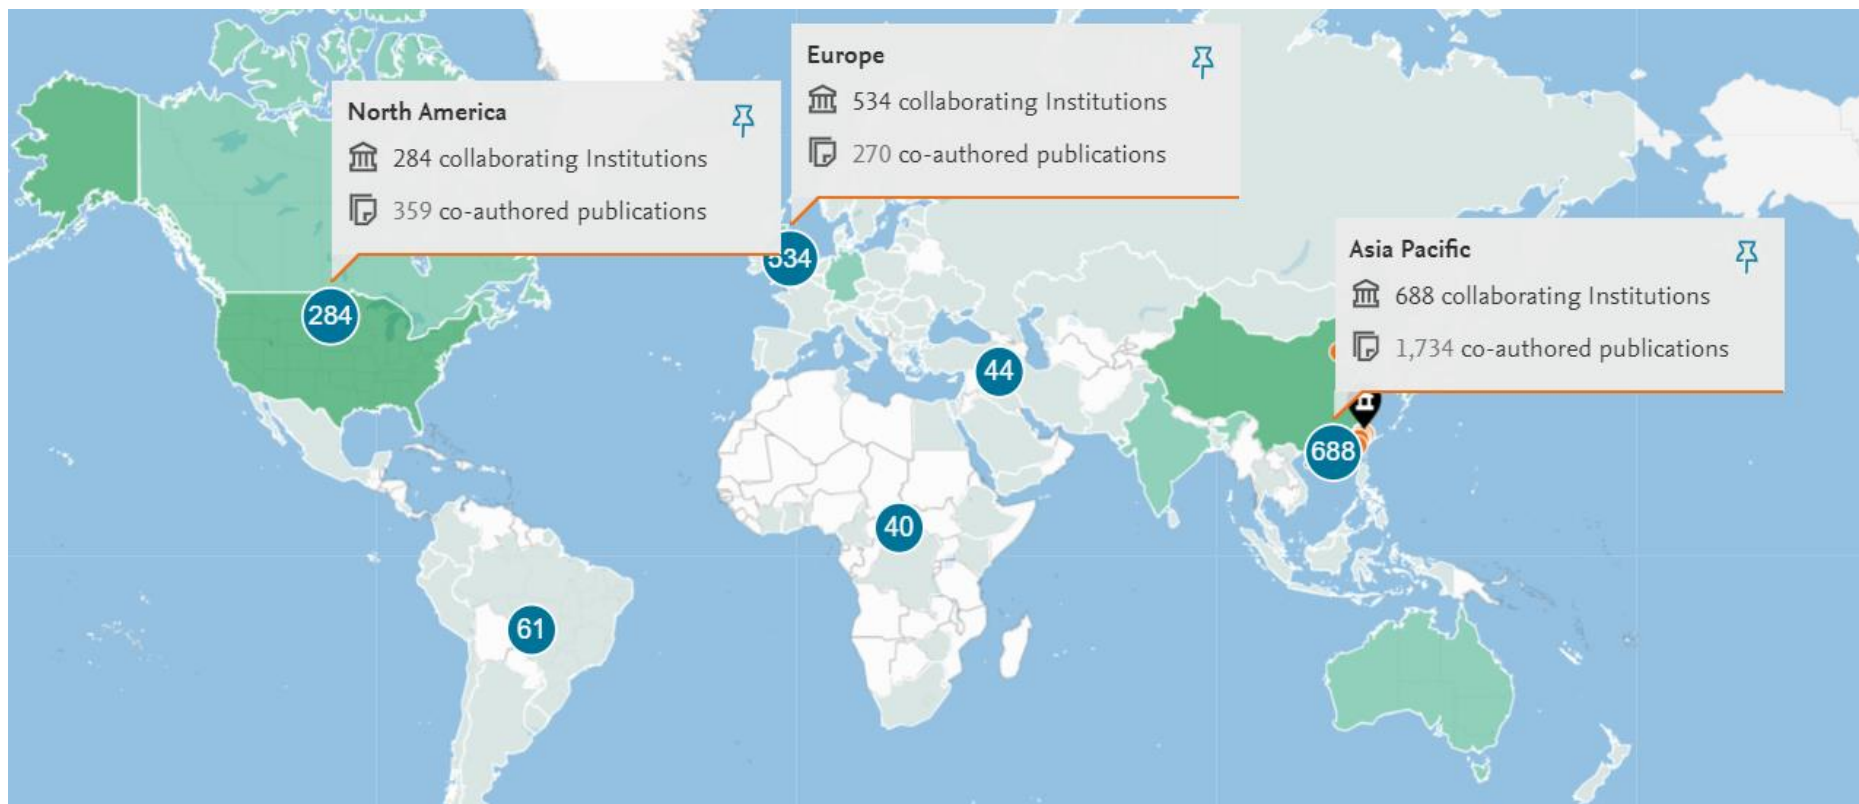 Europe
534 collaborating Institutions
270 co-authored publications
North America
284 collaborating Institutions
359 co-authored publications
Asia Pacific
688 collaborating Institutions
1,734 co-authored publications
534
284
44
688
40
61